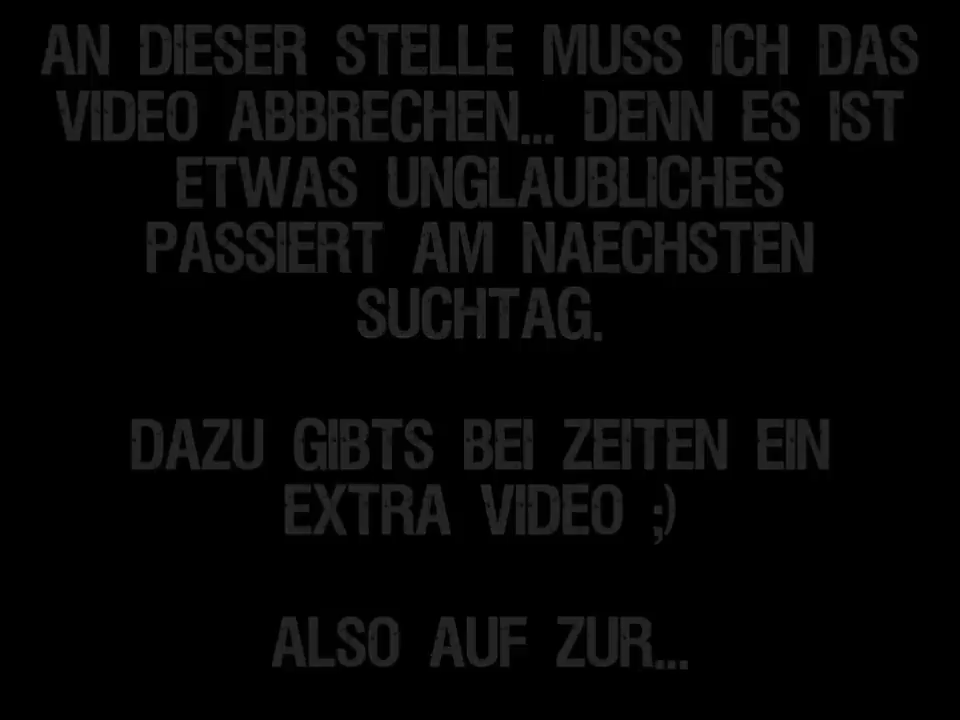 AN DIESER STELLE MUSS ICH DAS
VIDEO ABBRECHEN... DENN ES IST
ETWAS UNGLAUBLICHES
PASSIERT AM NAECHSTEN
SUCHTAG.
DAZU GIBTS BEI ZEITEN EIN
EXTRA VIDEO ;)
ALSO AUF ZUR...